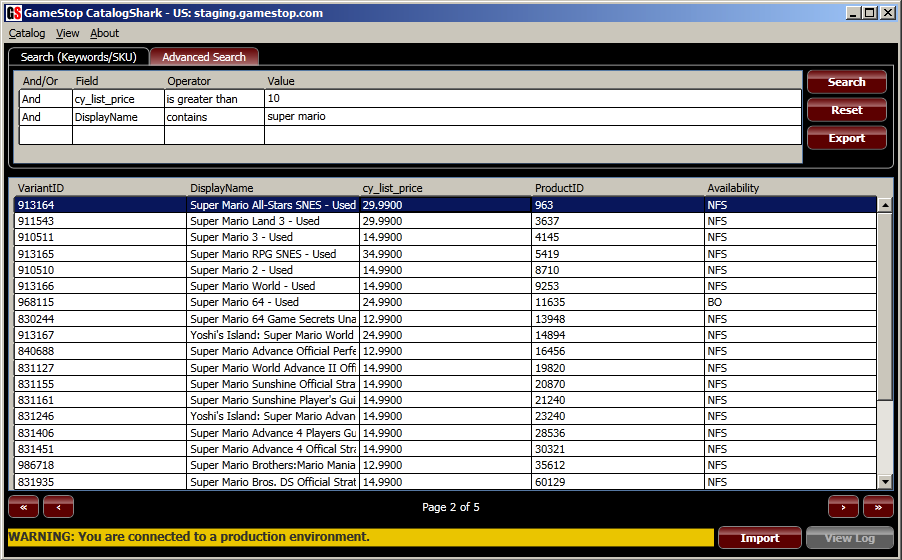 GS GameStop CatalogShark - US: staging.gamestop.com
Catalog View About
Search (Keywords/SKU) Advanced Search
And/Or Field Operator Value
And cy_list_price is greater than 10
And DisplayName contains super mario
Search
Reset
Export
VariantID DisplayName cy_list_price ProductID Availability
913164 Super Mario All-Stars SNES - Used 29.9900 963 NFS
911543 Super Mario Land 3 - Used 29.9900 3637 NFS
910511 Super Mario 3 - Used 14.9900 4145 NFS
913165 Super Mario RPG SNES - Used 34.9900 5419 NFS
910510 Super Mario 2 - Used 14.9900 8710 NFS
913166 Super Mario World - Used 14.9900 9253 NFS
968115 Super Mario 64 - Used 24.9900 11635 BO
830244 Super Mario 64 Game Secrets Una 12.9900 13948 NFS
913167 Yoshi's Island: Super Mario World 24.9900 14894 NFS
840688 Super Mario Advance Official Perfe 12.9900 16456 NFS
831127 Super Mario World Advance II Offi 14.9900 19820 NFS
831155 Super Mario Sunshine Official Stra 14.9900 20870 NFS
831161 Super Mario Sunshine Player's Gui 14.9900 21240 NFS
831246 Yoshi's Island: Super Mario Advan 14.9900 23240 NFS
831406 Super Mario Advance 4 Players Gu 14.9900 28536 NFS
831451 Super Mario Advance 4 Offical Stra 14.9900 30321 NFS
986718 Super Mario Brothers:Mario Mania 12.9900 35612 NFS
831935 Super Mario Bros. DS Official Strat 14.9900 60129 NFS
« ‹ Page 2 of 5 › »
WARNING: You are connected to a production environment. Import View Log